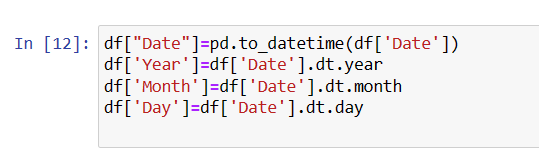 In [12]: df["Date"]=pd.to_datetime(df['Date'])
df['Year']=df['Date'].dt.year
df['Month']=df['Date'].dt.month
df['Day']=df['Date'].dt.day